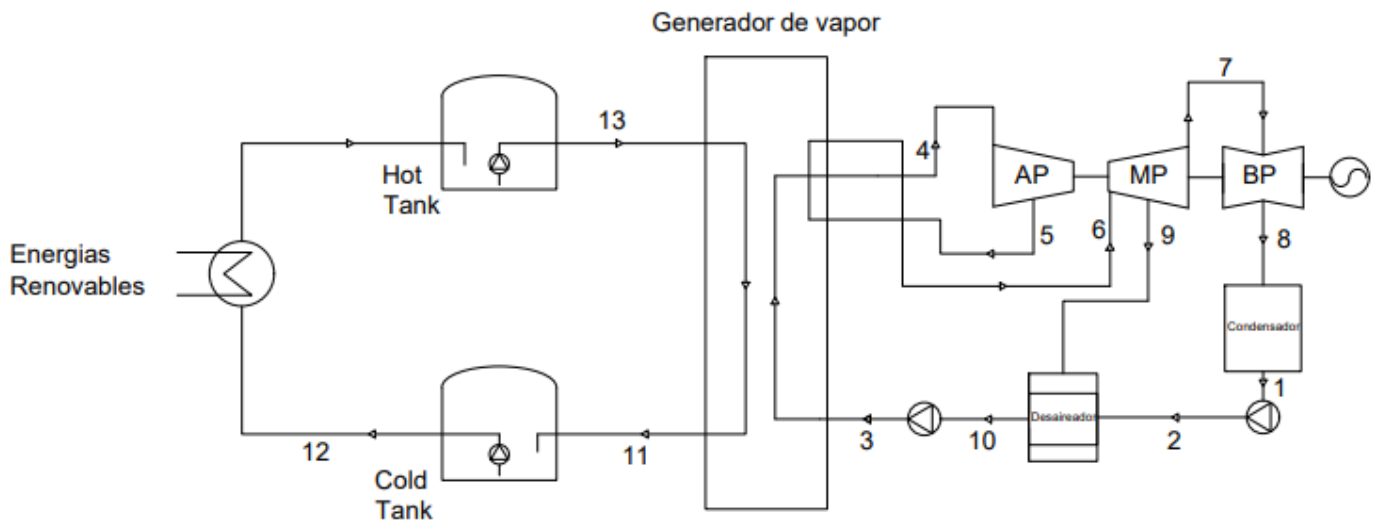 Generador de vapor
7
13
4
AP
MP
BP
Hot
Tank
5
6
9
8
Energias
Renovables
Condensador
1
Desaireador
12
11
3
10
2
Cold
Tank